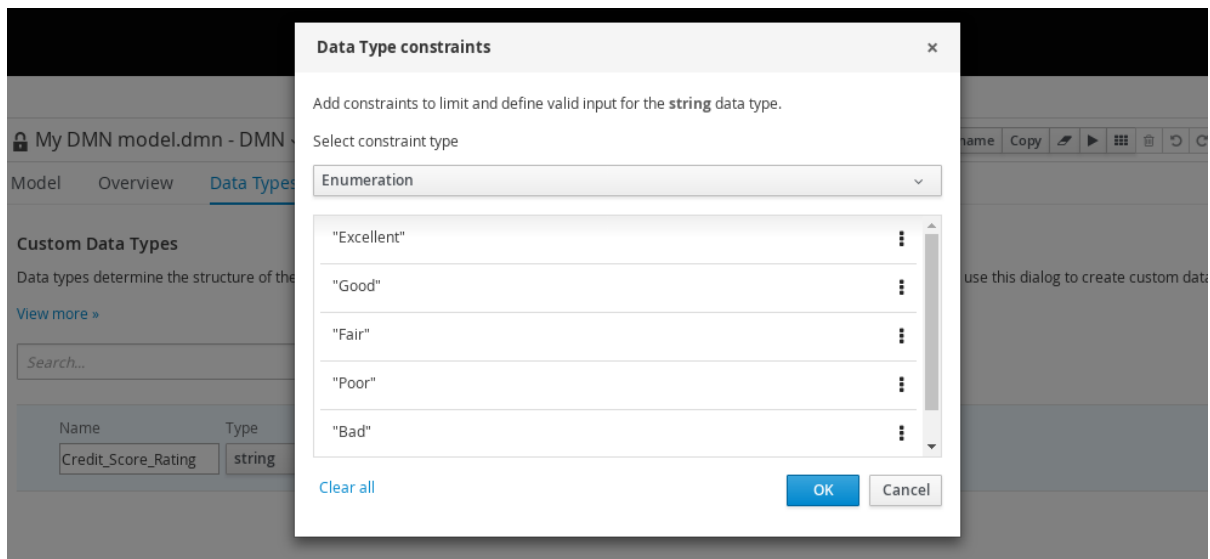 Data Type constraints
×
Add constraints to limit and define valid input for the string data type.
My DMN model.dmn - DMN
Select constraint type
name Copy
Model Overview Data Types
Enumeration
Custom Data Types
"Excellent"
Data types determine the structure of the
use this dialog to create custom data
"Good"
View more »
"Fair"
Search...
"Poor"
Name Type
"Bad"
Credit_Score_Rating string
Clear all
OK Cancel